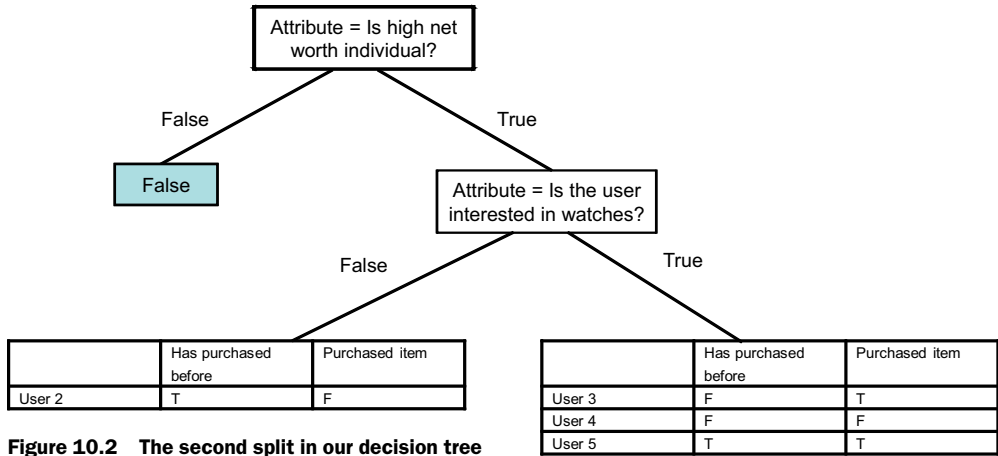 Attribute = Is high net
worth individual?
False
True
False
Attribute = Is the user
interested in watches?
False
True
Has purchased
before
Purchased item
User 2 T F
Has purchased
before
Purchased item
User 3 F T
User 4 F F
User 5 T T
Figure 10.2 The second split in our decision tree